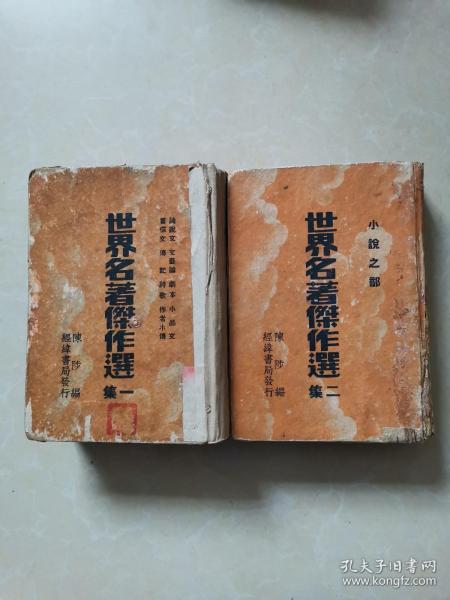 詩說文 文藝論 劇本 小品文
書信文 傳記 詩歌 作者小傳
世界名著傑作選
一集
陳陟編
經緯書局發行
小說之部
世界名著傑作選
二集
陳陟編
經緯書局發行
孔夫子旧书网
www.kongfz.com